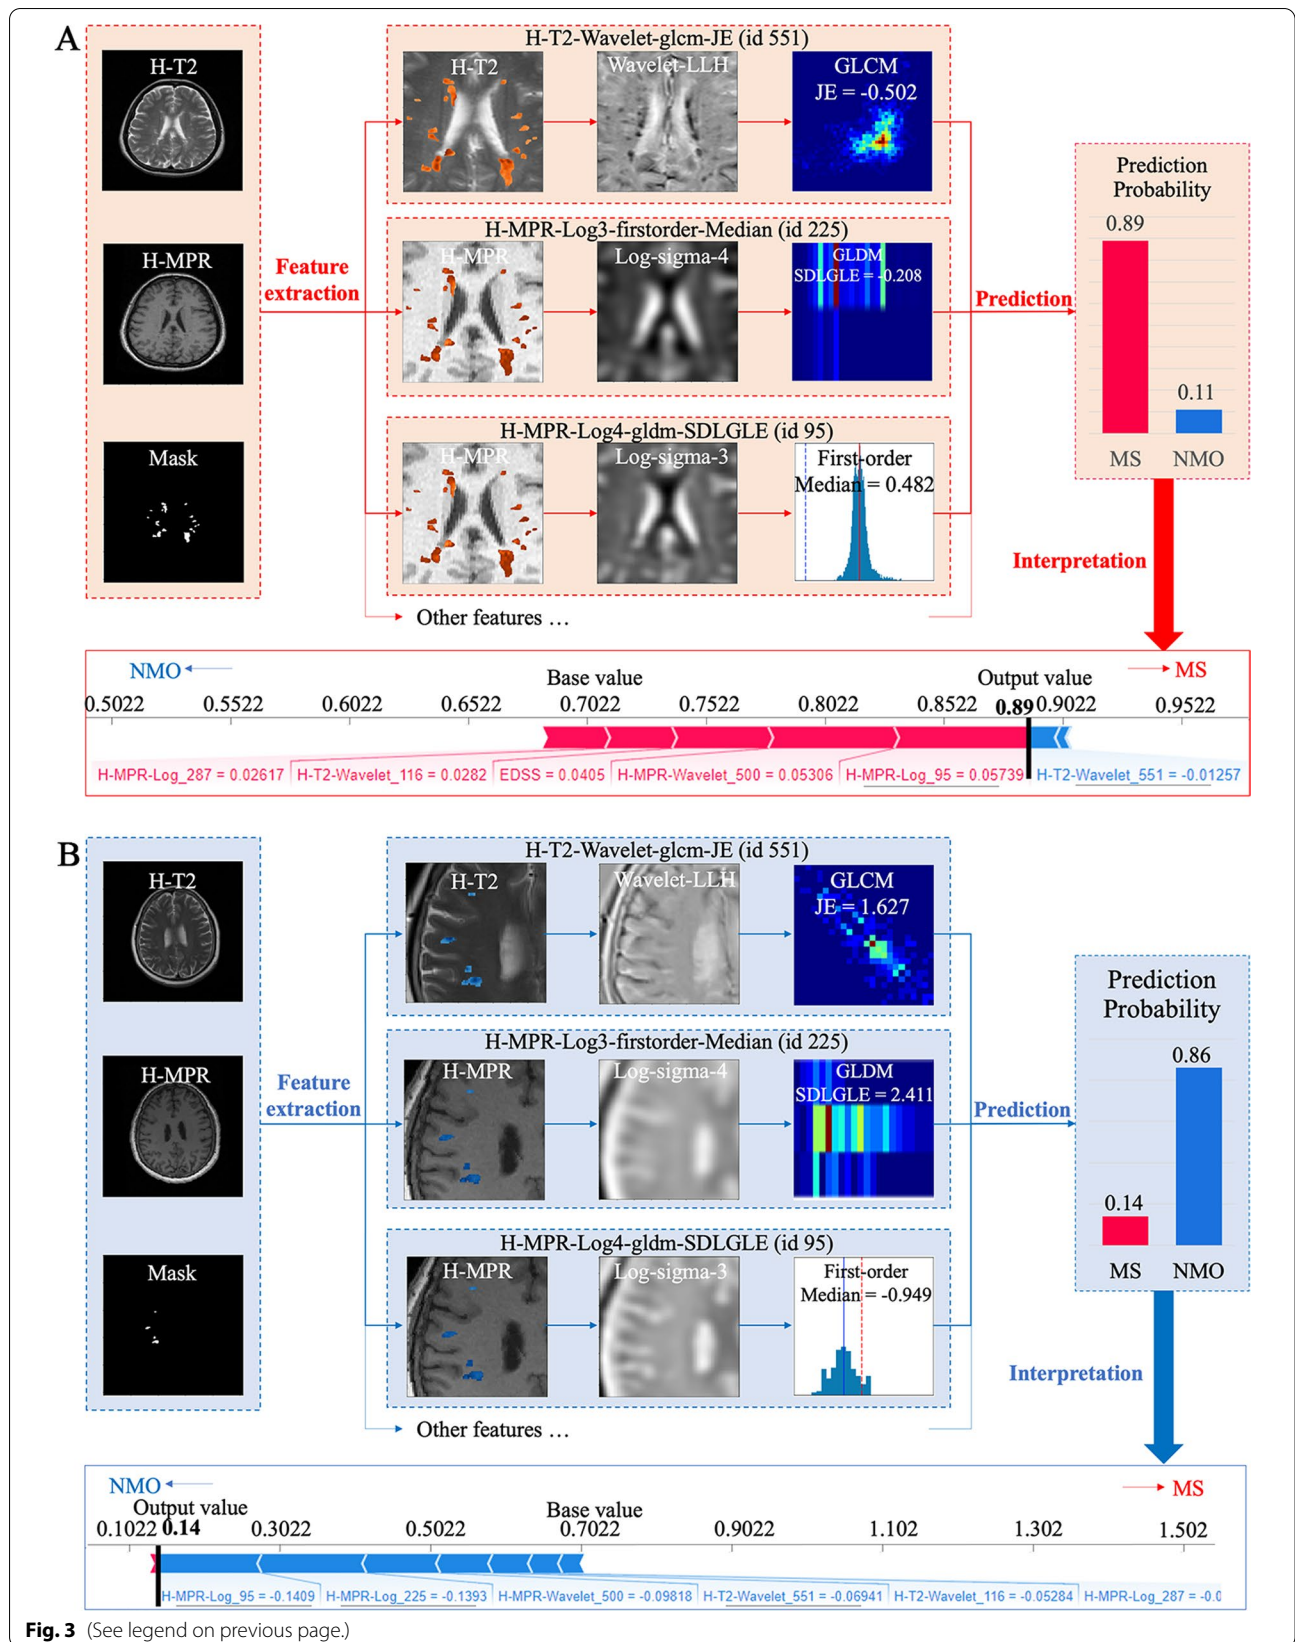 A
H-T2
H-MPR
Mask
Feature
extraction
H-T2-Wavelet-glcm-JE (id 551)
H-T2
Wavelet-LLH
GLCM
JE = -0.502
H-MPR-Log3-firstorder-Median (id 225)
H-MPR
Log-sigma-4
GLDM
SDLGLE = -0.208
H-MPR-Log4-gldm-SDLGLE (id 95)
H-MPR
Log-sigma-3
First-order
Median = 0.482
Other features ...
Prediction
Prediction
Probability
0.89
0.11
MS NMO
Interpretation
NMO
MS
Base value
Output value
0.5022 0.5522 0.6022 0.6522 0.7022 0.7522 0.8022 0.8522 0.89 0.9022 0.9522
H-MPR-Log_287 = 0.02617 H-T2-Wavelet_116 = 0.0282 EDSS = 0.0405 H-MPR-Wavelet_500 = 0.05306 H-MPR-Log_95 = 0.05739 H-T2-Wavelet_551 = -0.01257
B
H-T2
H-MPR
Mask
Feature
extraction
H-T2-Wavelet-glcm-JE (id 551)
H-T2
Wavelet-LLH
GLCM
JE = 1.627
H-MPR-Log3-firstorder-Median (id 225)
H-MPR
Log-sigma-4
GLDM
SDLGLE = 2.411
H-MPR-Log4-gldm-SDLGLE (id 95)
H-MPR
Log-sigma-3
First-order
Median = -0.949
Other features ...
Prediction
Prediction
Probability
0.86
0.14
MS NMO
Interpretation
NMO
MS
Output value
Base value
0.1022 0.14 0.3022 0.5022 0.7022 0.9022 1.102 1.302 1.502
H-MPR-Log_95 = -0.1409 H-MPR-Log_225 = -0.1393 H-MPR-Wavelet_500 = -0.09818 H-T2-Wavelet_551 = -0.06941 H-T2-Wavelet_116 = -0.05284 H-MPR-Log_287 = -0.0
Fig. 3 (See legend on previous page.)